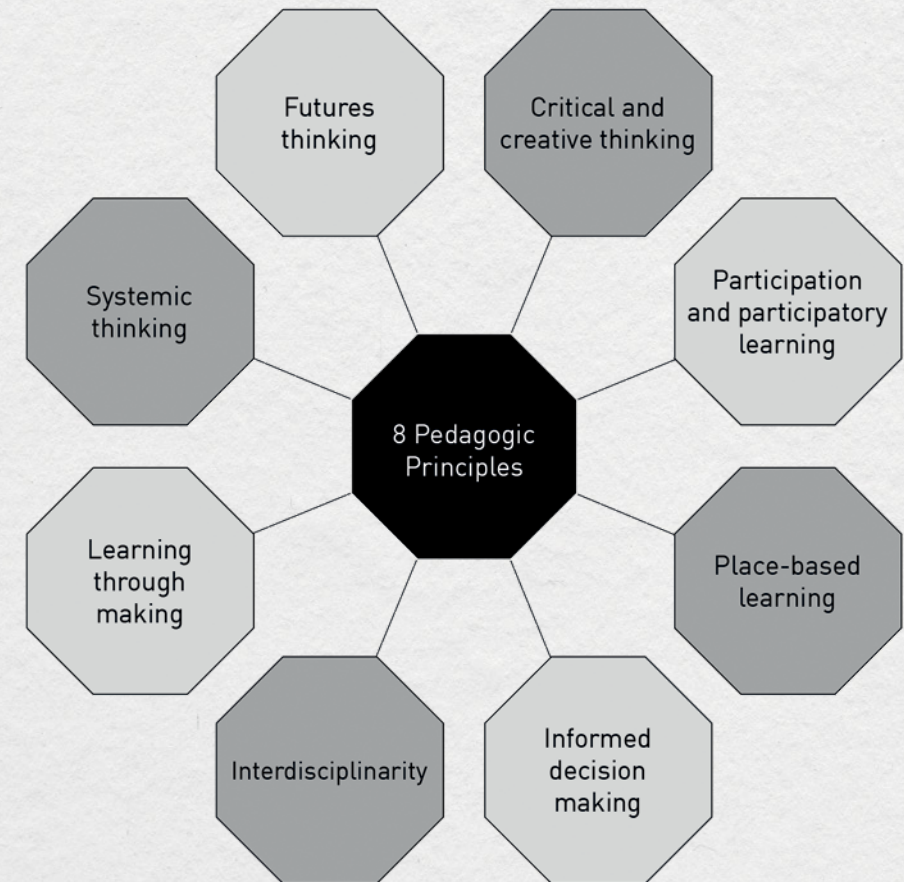 Futures
thinking
Critical and
creative thinking
Participation
and participatory
learning
Place-based
learning
Informed
decision
making
Interdisciplinarity
Learning
through
making
Systemic
thinking
8 Pedagogic
Principles